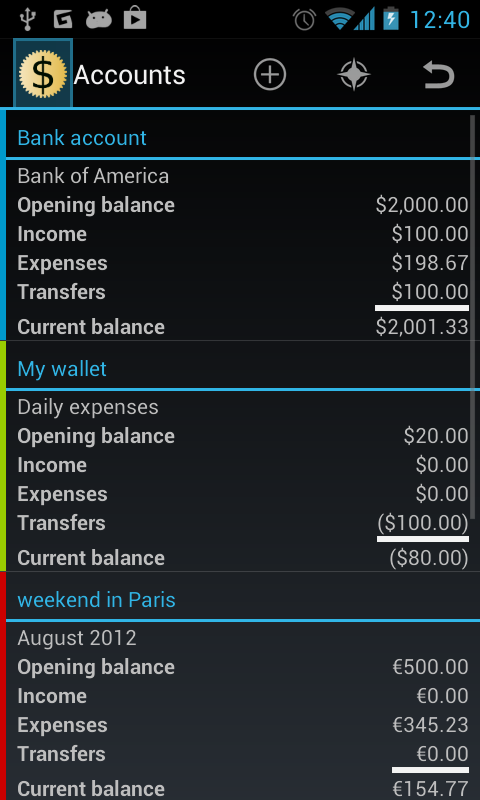 12:40
$ Accounts
Bank account
Bank of America
Opening balance $2,000.00
Income $100.00
Expenses $198.67
Transfers $100.00
Current balance $2,001.33
My wallet
Daily expenses
Opening balance $20.00
Income $0.00
Expenses $0.00
Transfers ($100.00)
Current balance ($80.00)
weekend in Paris
August 2012
Opening balance €500.00
Income €0.00
Expenses €345.23
Transfers €0.00
Current balance €154.77